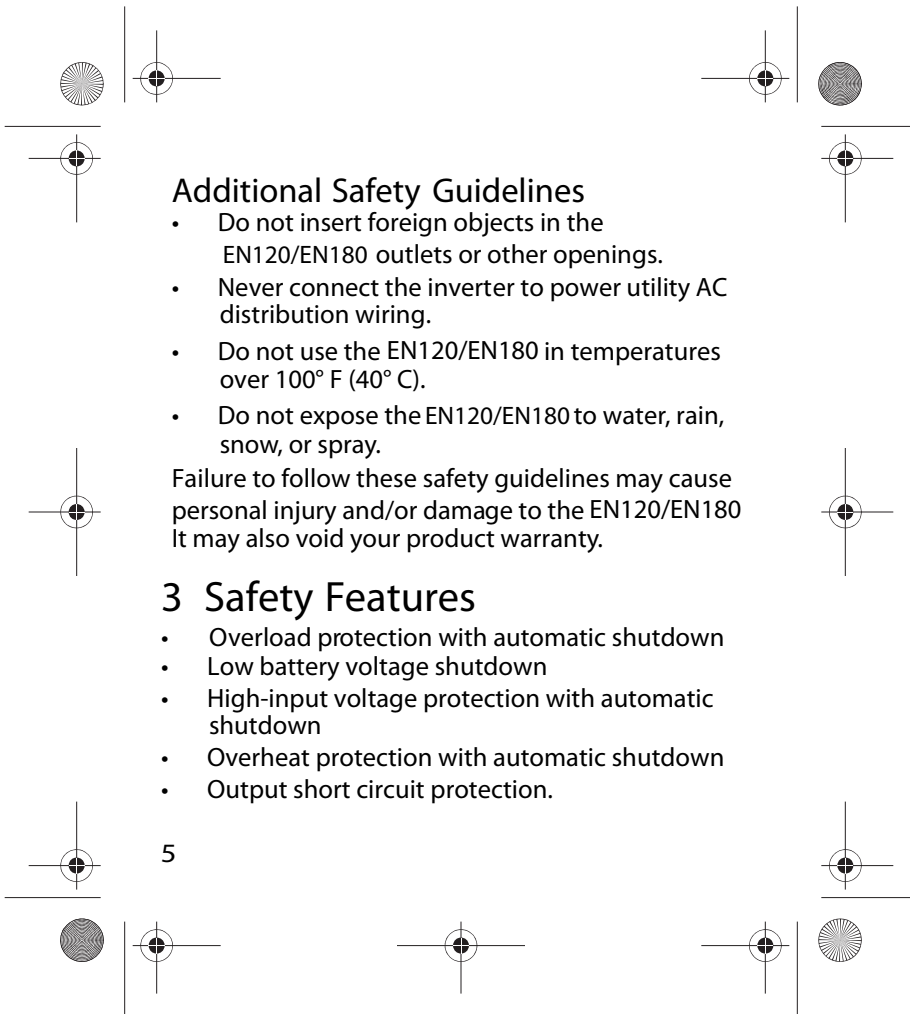 Additional Safety Guidelines
• Do not insert foreign objects in the
EN120/EN180 outlets or other openings.
• Never connect the inverter to power utility AC
distribution wiring.
• Do not use the EN120/EN180 in temperatures
over 100° F (40° C).
• Do not expose the EN120/EN180 to water, rain,
snow, or spray.
Failure to follow these safety guidelines may cause
personal injury and/or damage to the EN120/EN180
It may also void your product warranty.
3 Safety Features
• Overload protection with automatic shutdown
• Low battery voltage shutdown
• High-input voltage protection with automatic
shutdown
• Overheat protection with automatic shutdown
• Output short circuit protection.
5